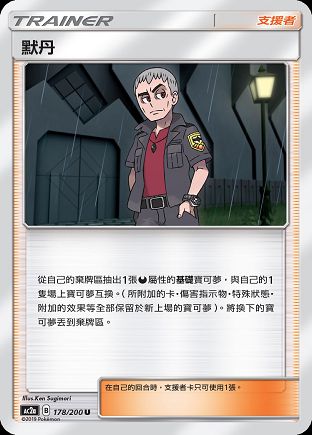 TRAINER 支援者
默丹
從自己的棄牌區抽出1張屬性的基礎寶可夢,與自己的1
隻場上寶可夢互換。(所附加的卡‧傷害指示物‧特殊狀態‧
附加的效果等全部保留於新上場的寶可夢)。將換下的寶
可夢丟到棄牌區。
Illus.Ken Sugimori
AC2a B 178/200 U
©2019 Pokémon
在自己的回合時,支援者卡只可使用1張。